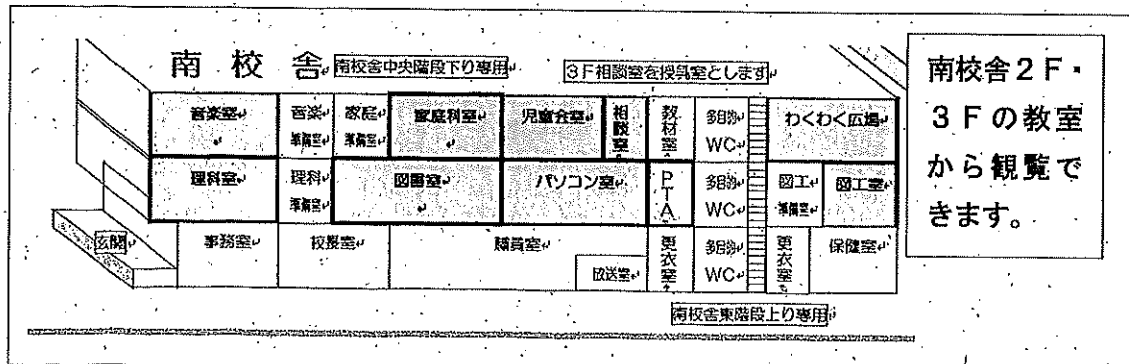 南校舎
南校舎中央階段下り専用
3F相談室を授具室とします
音楽室
音楽
準備室
家庭
準備室
家庭科室
児童会室
相談室
教材室
多目的
WC
わくわく広場
理科室
理科
準備室
図書室
パソコン室
PTA
多目的
WC
図工
準備室
図工室
玄関
事務室
校長室
職員室
放送室
更衣室
多目的
WC
更衣室
保健室
南校舎東階段上り専用
南校舎2F・
3Fの教室
から観覧で
きます。